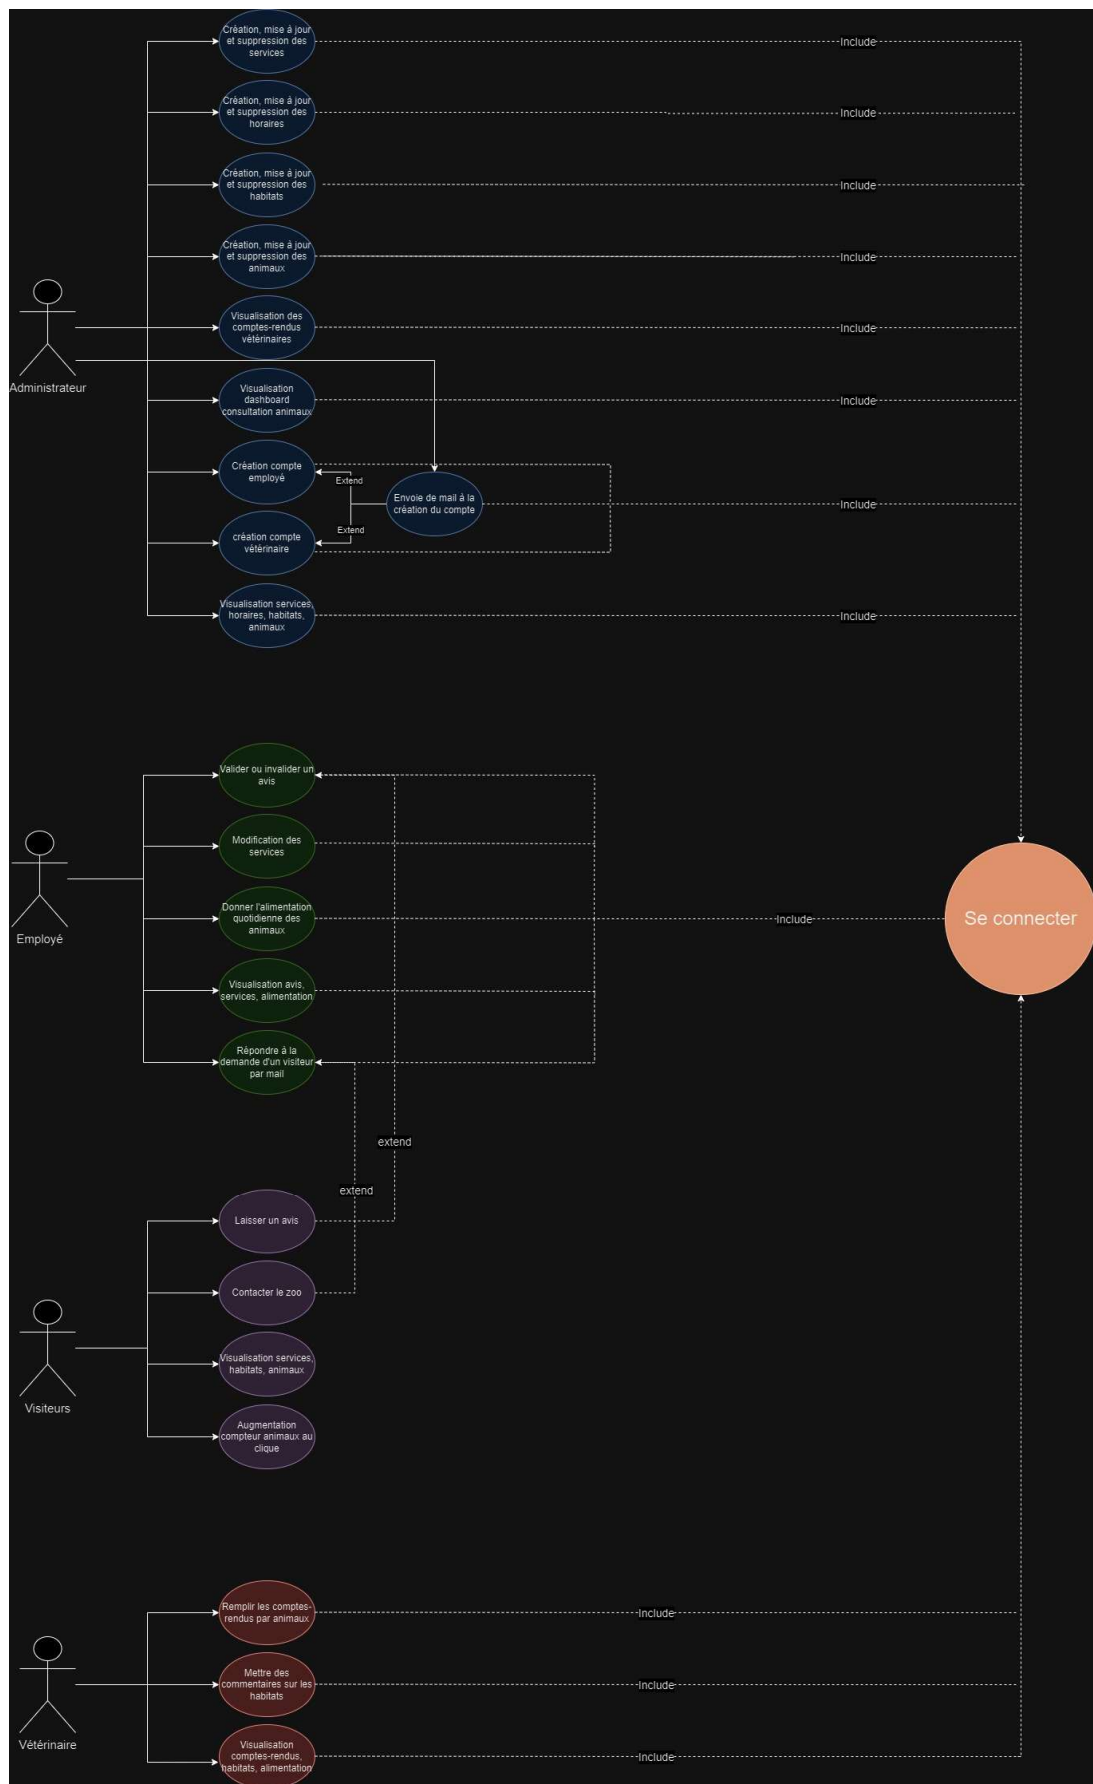 Création, mise à jour
et suppression des
services
Include
Création, mise à jour
et suppression des
horaires
Include
Création, mise à jour
et suppression des
habitats
Include
Création, mise à jour
et suppression des
animaux
Include
Administrateur
Visualisation des
comptes-rendus
vétérinaires
Include
Visualisation
dashboard
consultation animaux
Include
Création compte
employé
Extend
Envoie de mail à la
création du compte
Include
Extend
création compte
vétérinaire
Visualisation services,
horaires, habitats,
animaux
Include
Valider ou invalider un
avis
Modification des
services
Employé
Donner l'alimentation
quotidienne des
animaux
Include
Se connecter
Visualisation avis,
services, alimentation
Répondre à la
demande d'un visiteur
par mail
extend
extend
Laisser un avis
Contacter le zoo
Visiteurs
Visualisation services,
habitats, animaux
Augmentation
compteur animaux au
clique
Remplir les comptes-
rendus par animaux
Include
Vétérinaire
Mettre des
commentaires sur les
habitats
Include
Visualisation
comptes-rendus,
habitats, alimentation
Include